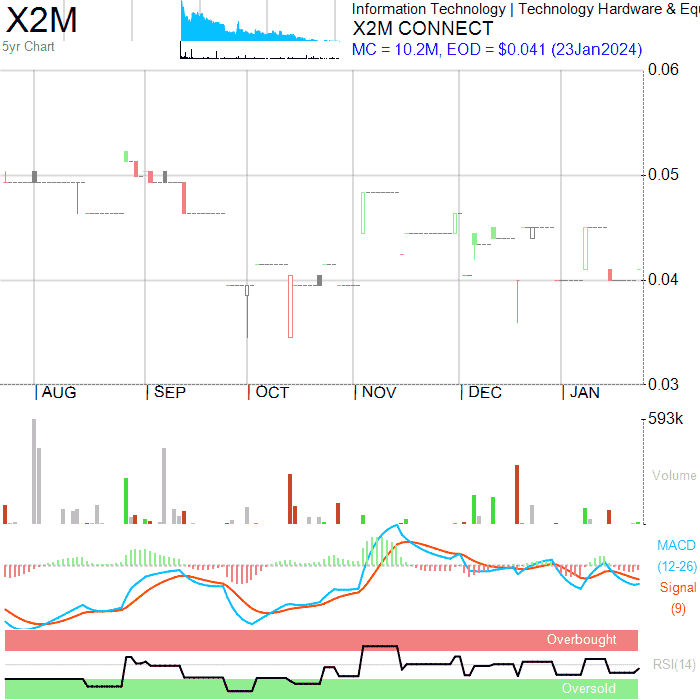 X2M
5yr Chart
Information Technology | Technology Hardware & Equ
X2M CONNECT
MC = 10.2M, EOD = $0.041 (23Jan2024)
0.06
0.05
0.04
0.03
| AUG | SEP | OCT | NOV | DEC | JAN
593k
Volume
MACD
(12-26)
Signal
(9)
Overbought
RSI(14)
Oversold